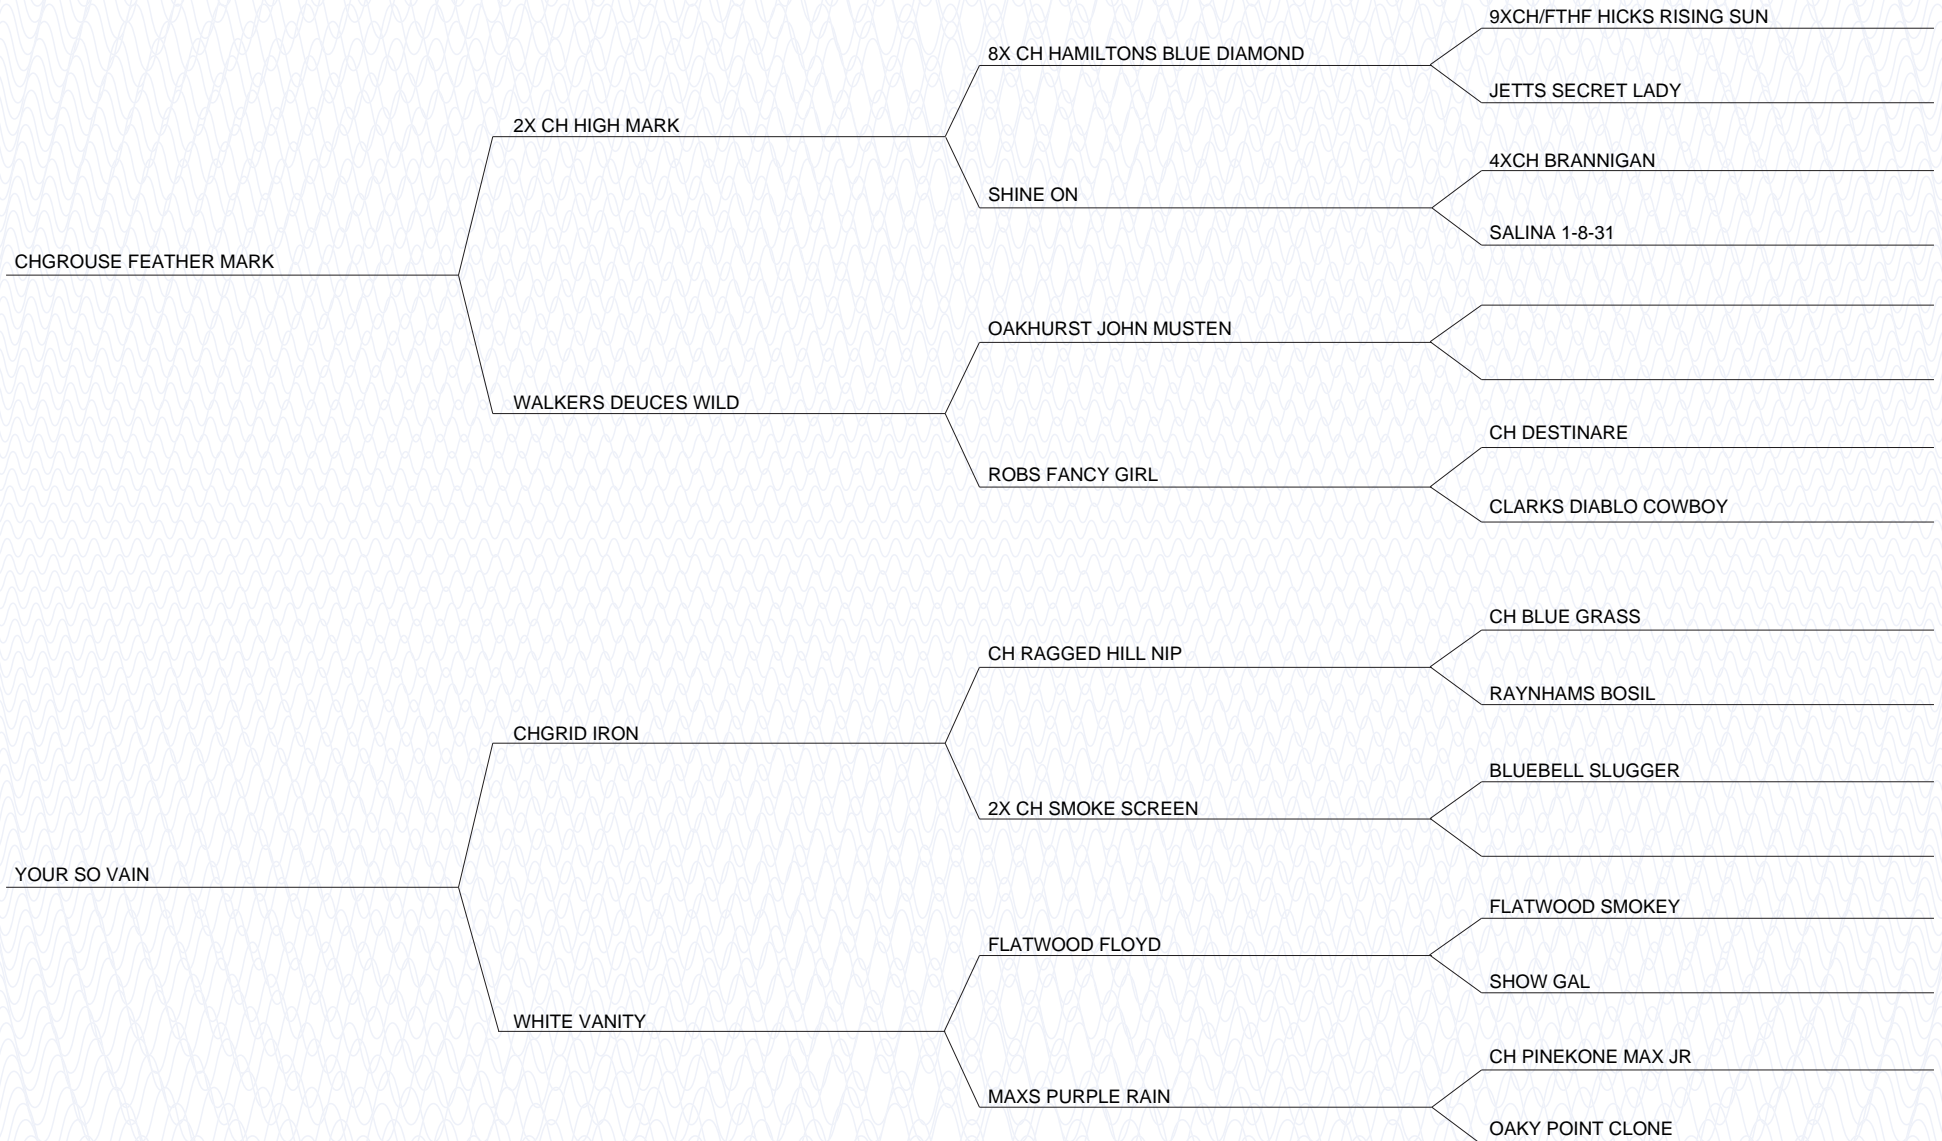 9XCH/FTHF HICKS RISING SUN
8X CH HAMILTONS BLUE DIAMOND
JETTS SECRET LADY
2X CH HIGH MARK
4XCH BRANNIGAN
SHINE ON
SALINA 1-8-31
CHGROUSE FEATHER MARK
OAKHURST JOHN MUSTEN
WALKERS DEUCES WILD
CH DESTINARE
ROBS FANCY GIRL
CLARKS DIABLO COWBOY
CH BLUE GRASS
CH RAGGED HILL NIP
RAYNHAMS BOSIL
CHGRID IRON
BLUEBELL SLUGGER
2X CH SMOKE SCREEN
YOUR SO VAIN
FLATWOOD SMOKEY
FLATWOOD FLOYD
SHOW GAL
WHITE VANITY
CH PINEKONE MAX JR
MAXS PURPLE RAIN
OAKY POINT CLONE